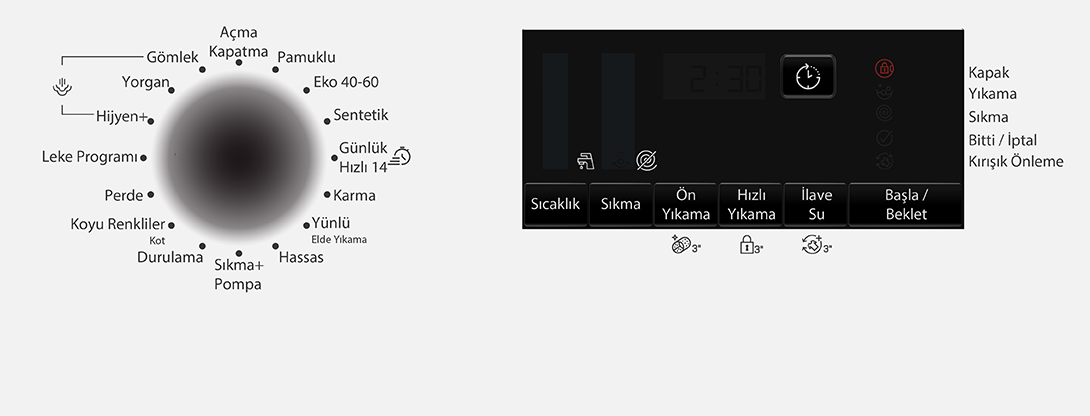 Açma
Kapatma
Gömlek
Pamuklu
Yorgan
Eko 40-60
Hijyen+
Sentetik
Leke Programı
Günlük
Hızlı 14'
Perde
Karma
Koyu Renkliler
Kot
Yünlü
Elde Yıkama
Durulama
Hassas
Sıkma+
Pompa
2:30
Kapak
Yıkama
Sıkma
Bitti / İptal
Kırışık Önleme
Sıcaklık
Sıkma
Ön
Yıkama
Hızlı
Yıkama
İlave
Su
Başla /
Beklet
3"
3"
3"